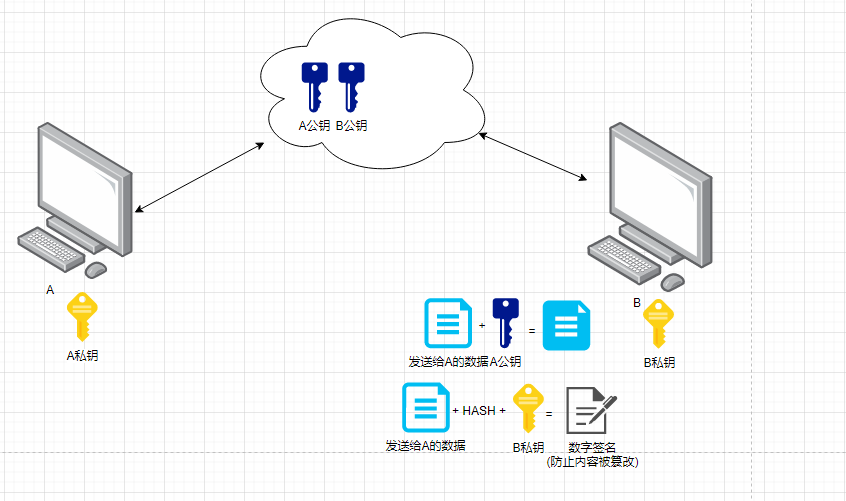 A公钥 B公钥
A
B
A私钥
B私钥
+ =
发送给A的数据 A公钥
+ HASH + =
发送给A的数据
B私钥
数字签名
(防止内容被篡改)